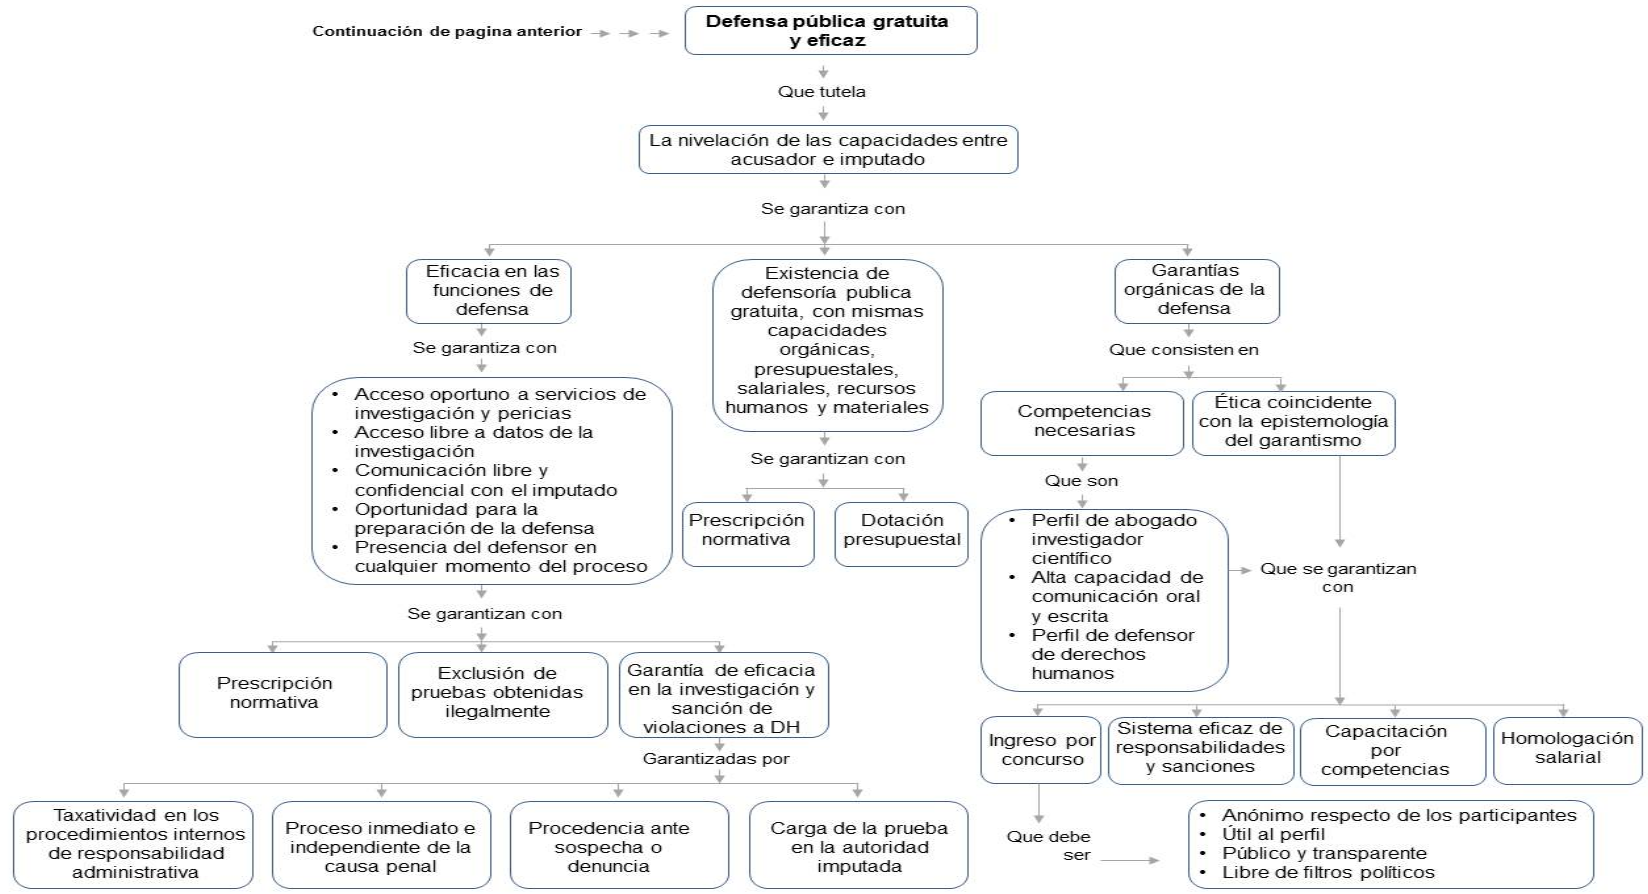 Continuación de pagina anterior
Defensa pública gratuita
y eficaz
Que tutela
La nivelación de las capacidades entre
acusador e imputado
Se garantiza con
Eficacia en las
funciones de
defensa
Se garantiza con
• Acceso oportuno a servicios de
investigación y pericias
• Acceso libre a datos de la
investigación
• Comunicación libre y
confidencial con el imputado
• Oportunidad para la
preparación de la defensa
• Presencia del defensor en
cualquier momento del proceso
Se garantizan con
Prescripción
normativa
Exclusión de
pruebas obtenidas
ilegalmente
Garantía de eficacia
en la investigación y
sanción de
violaciones a DH
Garantizadas por
Taxatividad en los
procedimientos internos
de responsabilidad
administrativa
Proceso inmediato e
independiente de la
causa penal
Procedencia ante
sospecha o
denuncia
Carga de la prueba
en la autoridad
imputada
Existencia de
defensoría publica
gratuita, con mismas
capacidades
orgánicas,
presupuestales,
salariales, recursos
humanos y materiales
Se garantizan con
Prescripción
normativa
Dotación
presupuestal
Garantías
orgánicas de la
defensa
Que consisten en
Competencias
necesarias
Ética coincidente
con la epistemología
del garantismo
Que son
• Perfil de abogado
investigador
científico
• Alta capacidad de
comunicación oral
y escrita
• Perfil de defensor
de derechos
humanos
Que se garantizan
con
Ingreso por
concurso
Sistema eficaz de
responsabilidades
y sanciones
Capacitación
por
competencias
Homologación
salarial
Que debe
ser
• Anónimo respecto de los participantes
• Útil al perfil
• Público y transparente
• Libre de filtros políticos